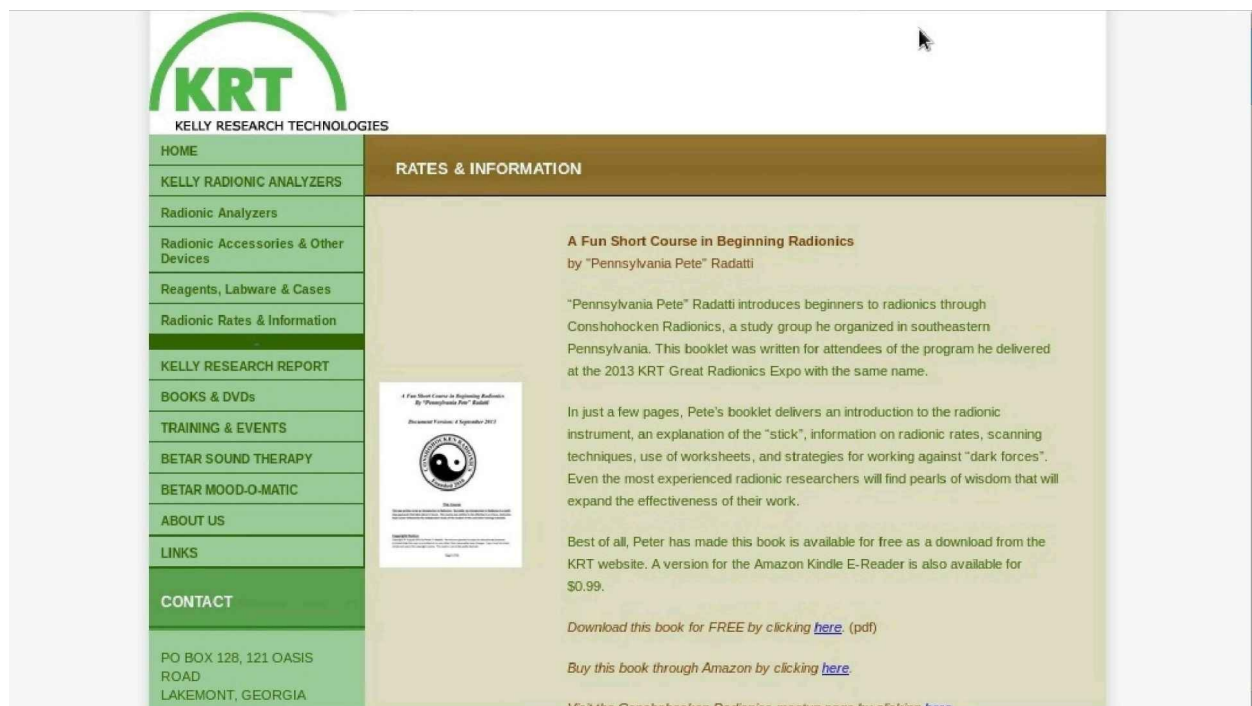 KRT
KELLY RESEARCH TECHNOLOGIES
HOME
KELLY RADIONIC ANALYZERS
Radionic Analyzers
Radionic Accessories & Other
Devices
Reagents, Labware & Cases
Radionic Rates & Information
KELLY RESEARCH REPORT
BOOKS & DVDs
TRAINING & EVENTS
BETAR SOUND THERAPY
BETAR MOOD-O-MATIC
ABOUT US
LINKS
CONTACT
PO BOX 128, 121 OASIS
ROAD
LAKEMONT, GEORGIA
RATES & INFORMATION
A Fun Short Course in Beginning Radionics
By "Pennsylvania Pete" Radatti
Document Version: 4 September 2013
CONSHOHOCKEN RADIONICS
A Fun Short Course in Beginning Radionics
by "Pennsylvania Pete" Radatti
“Pennsylvania Pete” Radatti introduces beginners to radionics through
Conshohocken Radionics, a study group he organized in southeastern
Pennsylvania. This booklet was written for attendees of the program he delivered
at the 2013 KRT Great Radionics Expo with the same name.
In just a few pages, Pete’s booklet delivers an introduction to the radionic
instrument, an explanation of the “stick”, information on radionic rates, scanning
techniques, use of worksheets, and strategies for working against “dark forces”.
Even the most experienced radionic researchers will find pearls of wisdom that will
expand the effectiveness of their work.
Best of all, Peter has made this book is available for free as a download from the
KRT website. A version for the Amazon Kindle E-Reader is also available for
$0.99.
Download this book for FREE by clicking here. (pdf)
Buy this book through Amazon by clicking here.